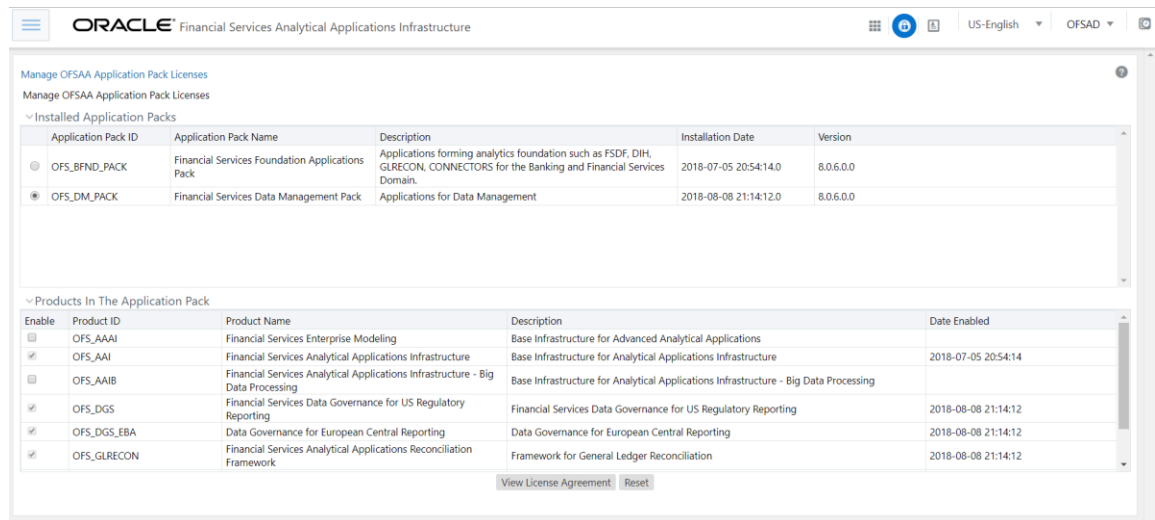 ORACLE® Financial Services Analytical Applications Infrastructure
US-English
OFSAD
Manage OFSAA Application Pack Licenses
Manage OFSAA Application Pack Licenses
Installed Application Packs
Application Pack ID Application Pack Name Description Installation Date Version
OFS_BFND_PACK Financial Services Foundation Applications Pack Applications forming analytics foundation such as FSDF, DIH, GLRECON, CONNECTORS for the Banking and Financial Services Domain. 2018-07-05 20:54:14.0 8.0.6.0.0
OFS_DM_PACK Financial Services Data Management Pack Applications for Data Management 2018-08-08 21:14:12.0 8.0.6.0.0
Products In The Application Pack
Enable Product ID Product Name Description Date Enabled
OFS_AAAI Financial Services Enterprise Modeling Base Infrastructure for Advanced Analytical Applications
OFS_AAI Financial Services Analytical Applications Infrastructure Base Infrastructure for Analytical Applications Infrastructure 2018-07-05 20:54:14
OFS_AAIB Financial Services Analytical Applications Infrastructure - Big Data Processing Base Infrastructure for Analytical Applications Infrastructure - Big Data Processing
OFS_DGS Financial Services Data Governance for US Regulatory Reporting Financial Services Data Governance for US Regulatory Reporting 2018-08-08 21:14:12
OFS_DGS_EBA Data Governance for European Central Reporting Data Governance for European Central Reporting 2018-08-08 21:14:12
OFS_GLRECON Financial Services Analytical Applications Reconciliation Framework Framework for General Ledger Reconciliation 2018-08-08 21:14:12
View License Agreement Reset